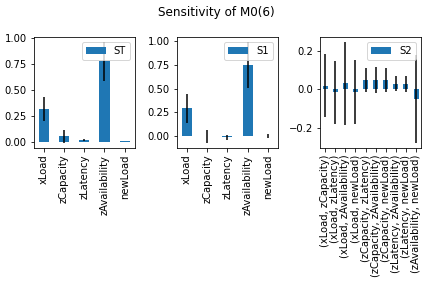 Sensitivity of M0(6)
1.00
0.75
0.50
0.25
0.00
ST
xLoad
zCapacity
zLatency
zAvailability
newLoad
1.00
0.75
0.50
0.25
0.00
S1
xLoad
zCapacity
zLatency
zAvailability
newLoad
0.2
0.0
−0.2
S2
(xLoad, zCapacity)
(xLoad, zLatency)
(xLoad, zAvailability)
(xLoad, newLoad)
(zCapacity, zLatency)
(zCapacity, zAvailability)
(zCapacity, newLoad)
(zLatency, zAvailability)
(zLatency, newLoad)
(zAvailability, newLoad)